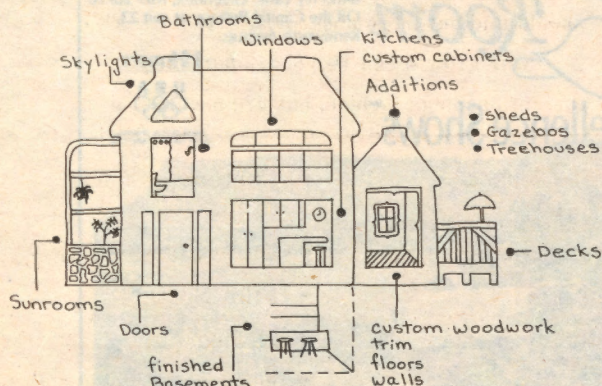 Bathrooms
Windows
kitchens
custom cabinets
Skylights
Additions
• sheds
• Gazebos
• Treehouses
Decks
Sunrooms
Doors
custom woodwork
trim
floors
walls
finished
Basements